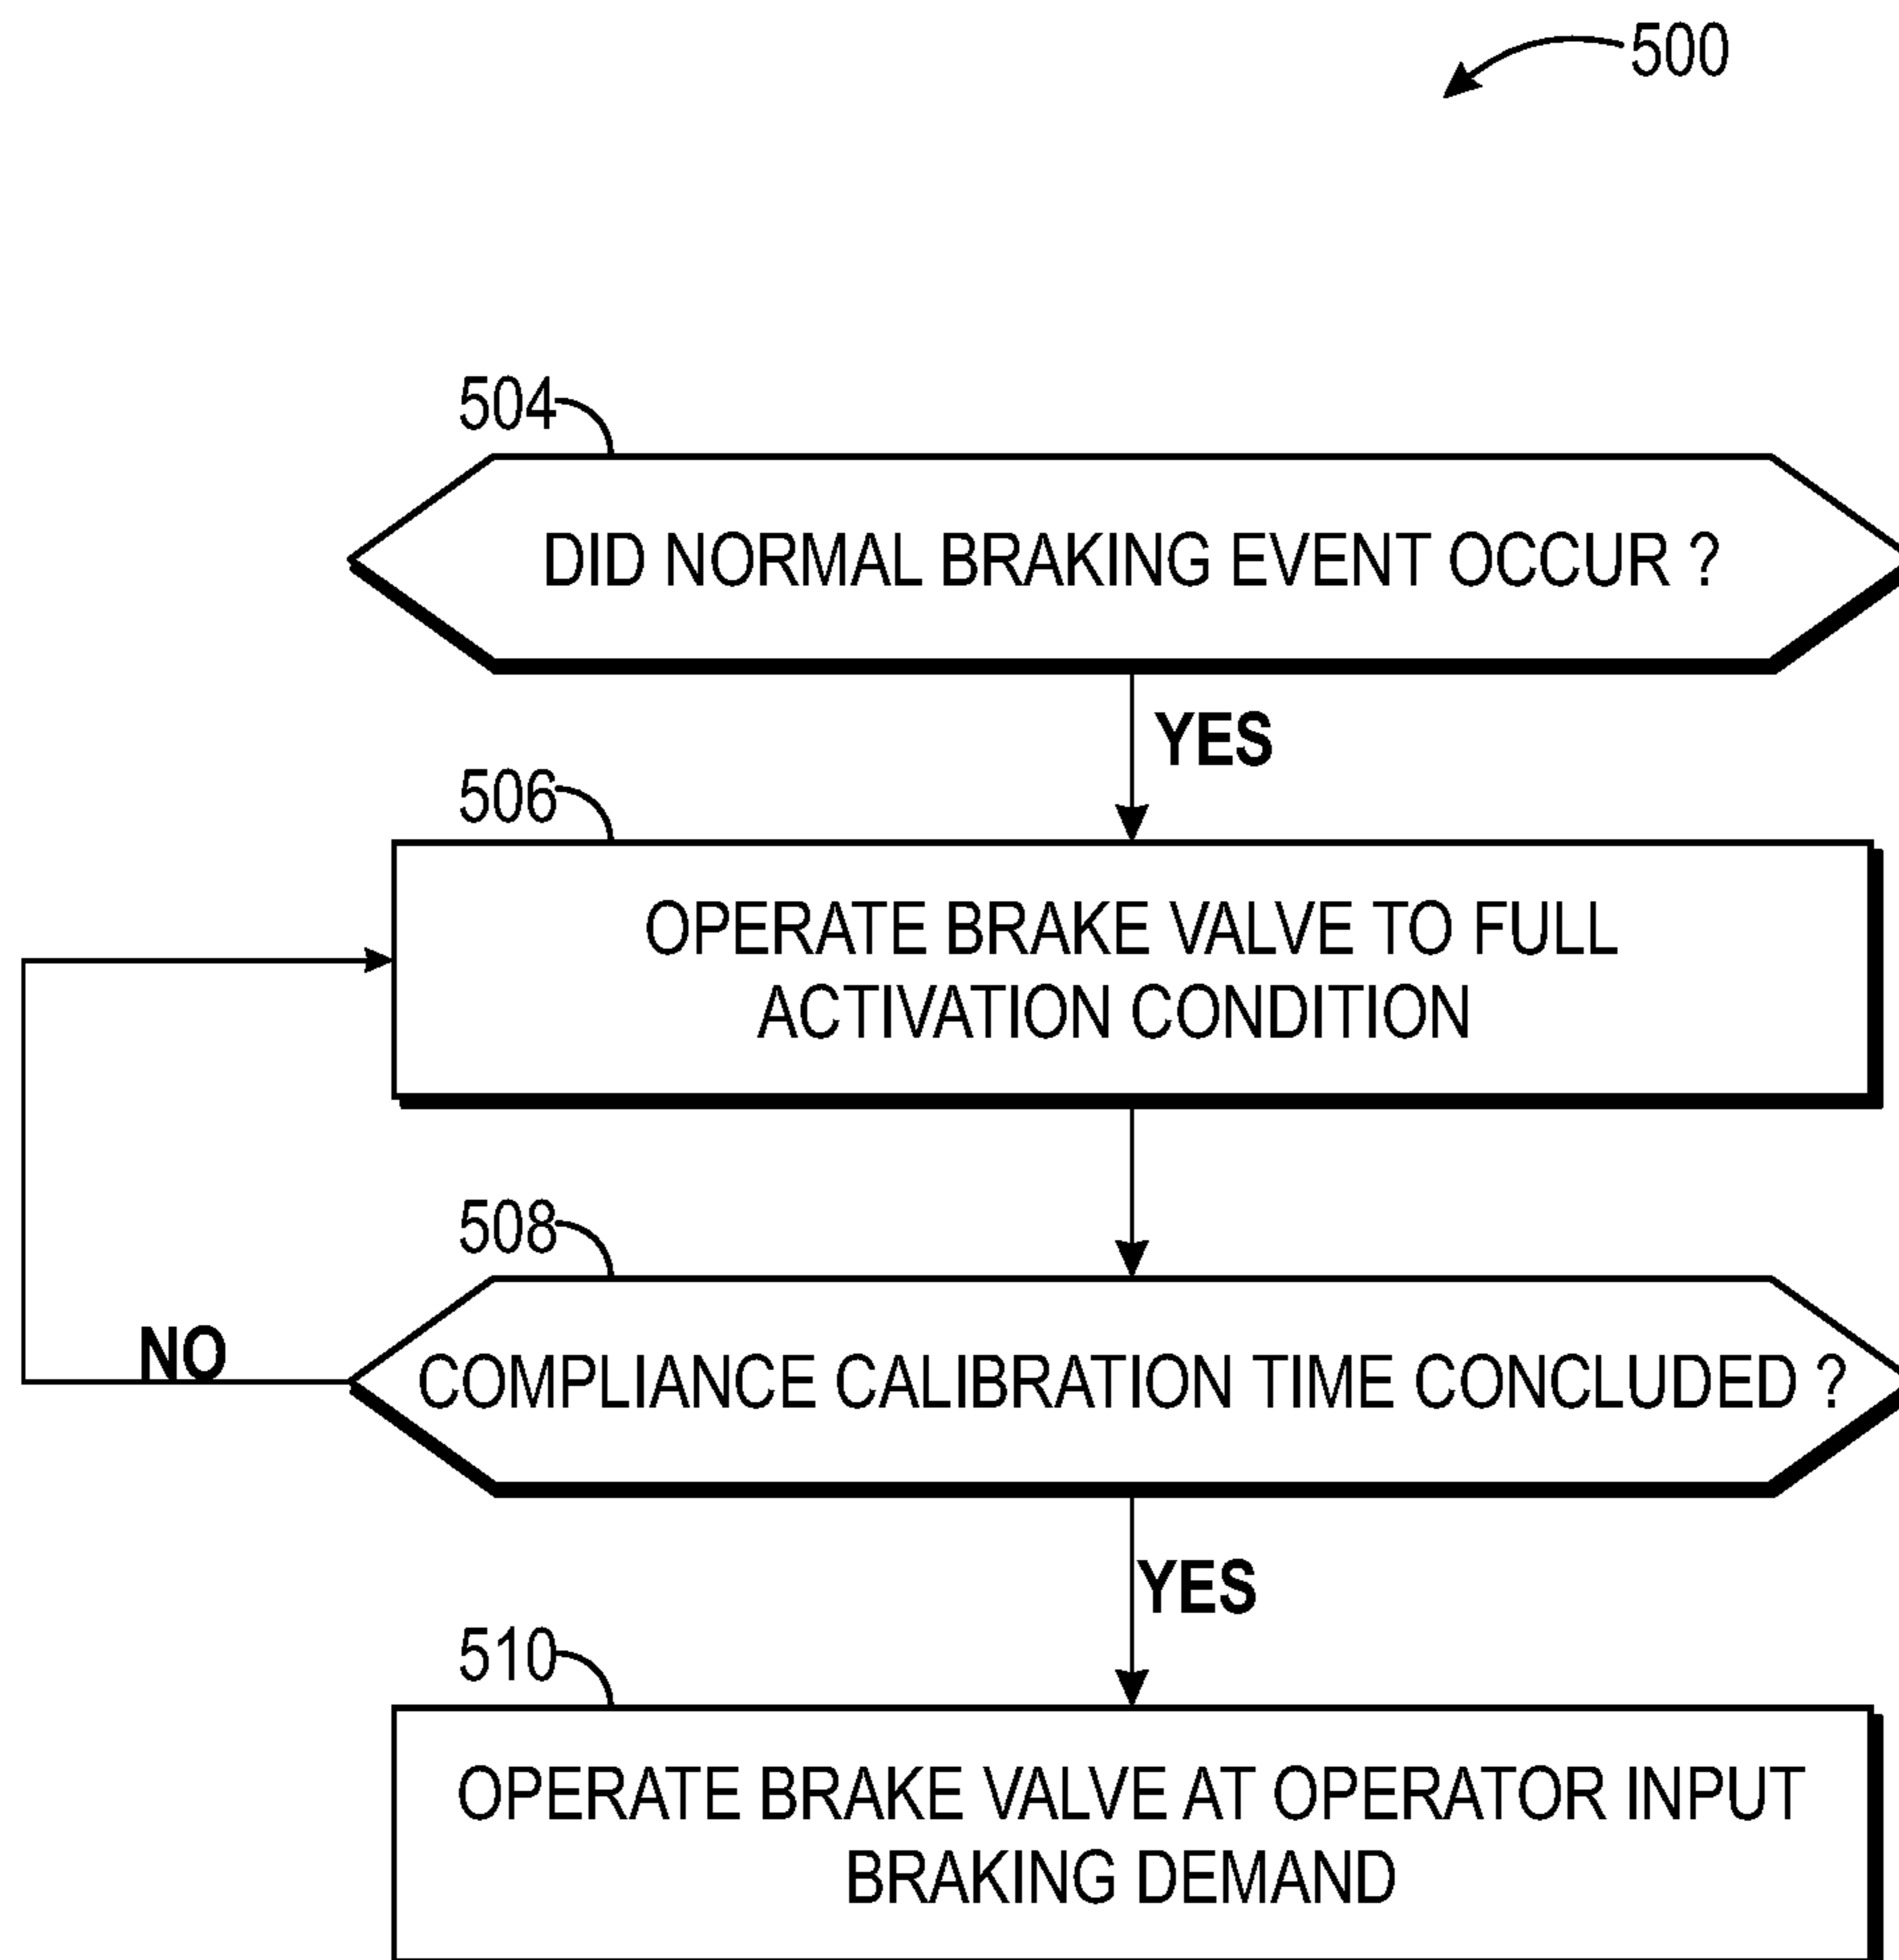 500
504
DID NORMAL BRAKING EVENT OCCUR ?
YES
506
OPERATE BRAKE VALVE TO FULL
ACTIVATION CONDITION
508
NO
COMPLIANCE CALIBRATION TIME CONCLUDED ?
YES
510
OPERATE BRAKE VALVE AT OPERATOR INPUT
BRAKING DEMAND